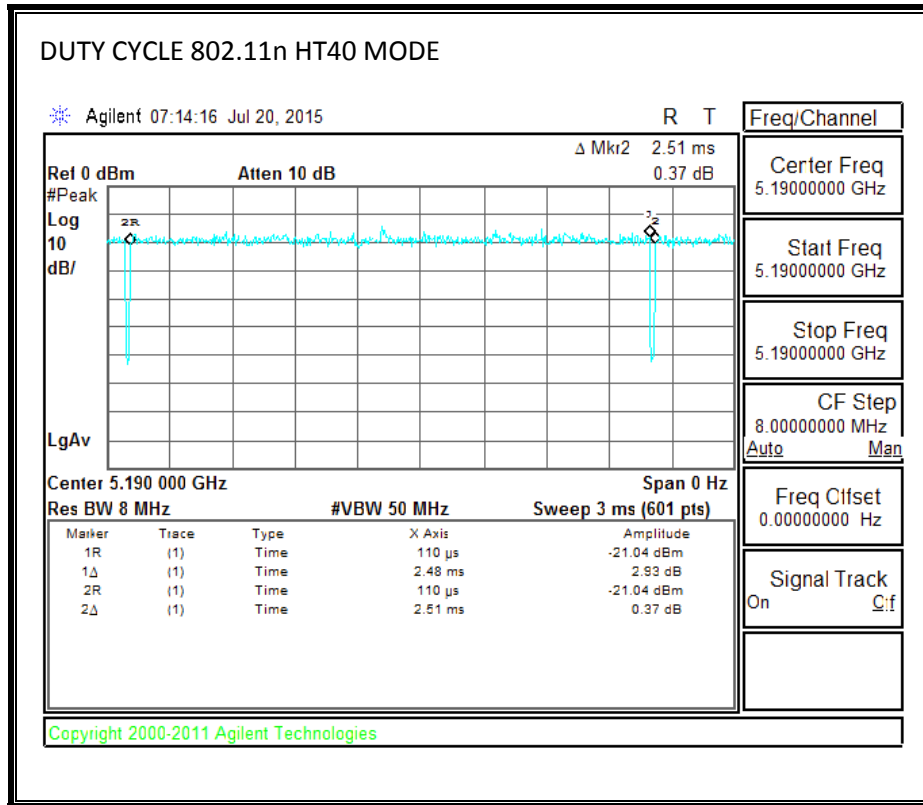 DUTY CYCLE 802.11n HT40 MODE
Agilent 07:14:16 Jul 20, 2015 R T
Δ Mkr2 2.51 ms
Ref 0 dBm Atten 10 dB 0.37 dB
#Peak
Log
10
dB/
2R
2
LgAv
Center 5.190 000 GHz Span 0 Hz
Res BW 8 MHz #VBW 50 MHz Sweep 3 ms (601 pts)
Marker Trace Type X Axis Amplitude
1R (1) Time 110 µs -21.04 dBm
1Δ (1) Time 2.48 ms 2.93 dB
2R (1) Time 110 µs -21.04 dBm
2Δ (1) Time 2.51 ms 0.37 dB
Freq/Channel
Center Freq
5.19000000 GHz
Start Freq
5.19000000 GHz
Stop Freq
5.19000000 GHz
CF Step
8.00000000 MHz
Auto Man
Freq Offset
0.00000000 Hz
Signal Track
On Off
Copyright 2000-2011 Agilent Technologies